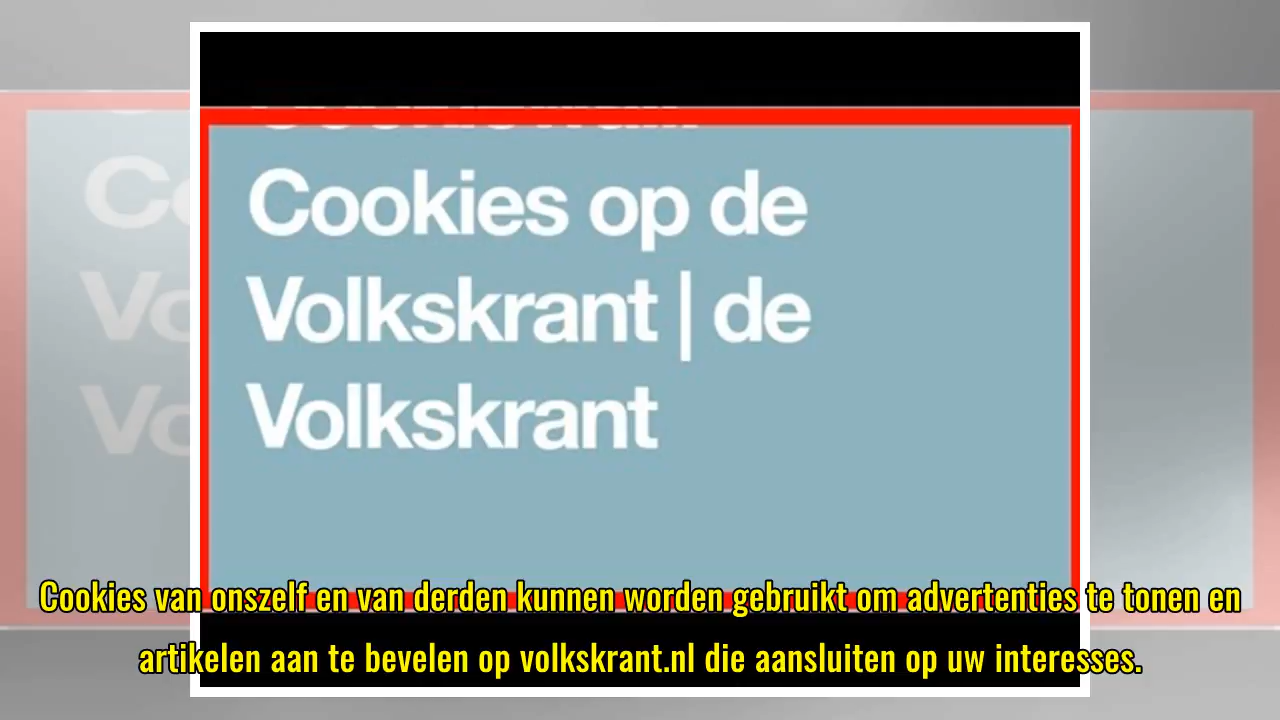 Cookies op de
Volkskrant | de
Volkskrant
Cookies van onszelf en van derden kunnen worden gebruikt om advertenties te tonen en
artikelen aan te bevelen op volkskrant.nl die aansluiten op uw interesses.